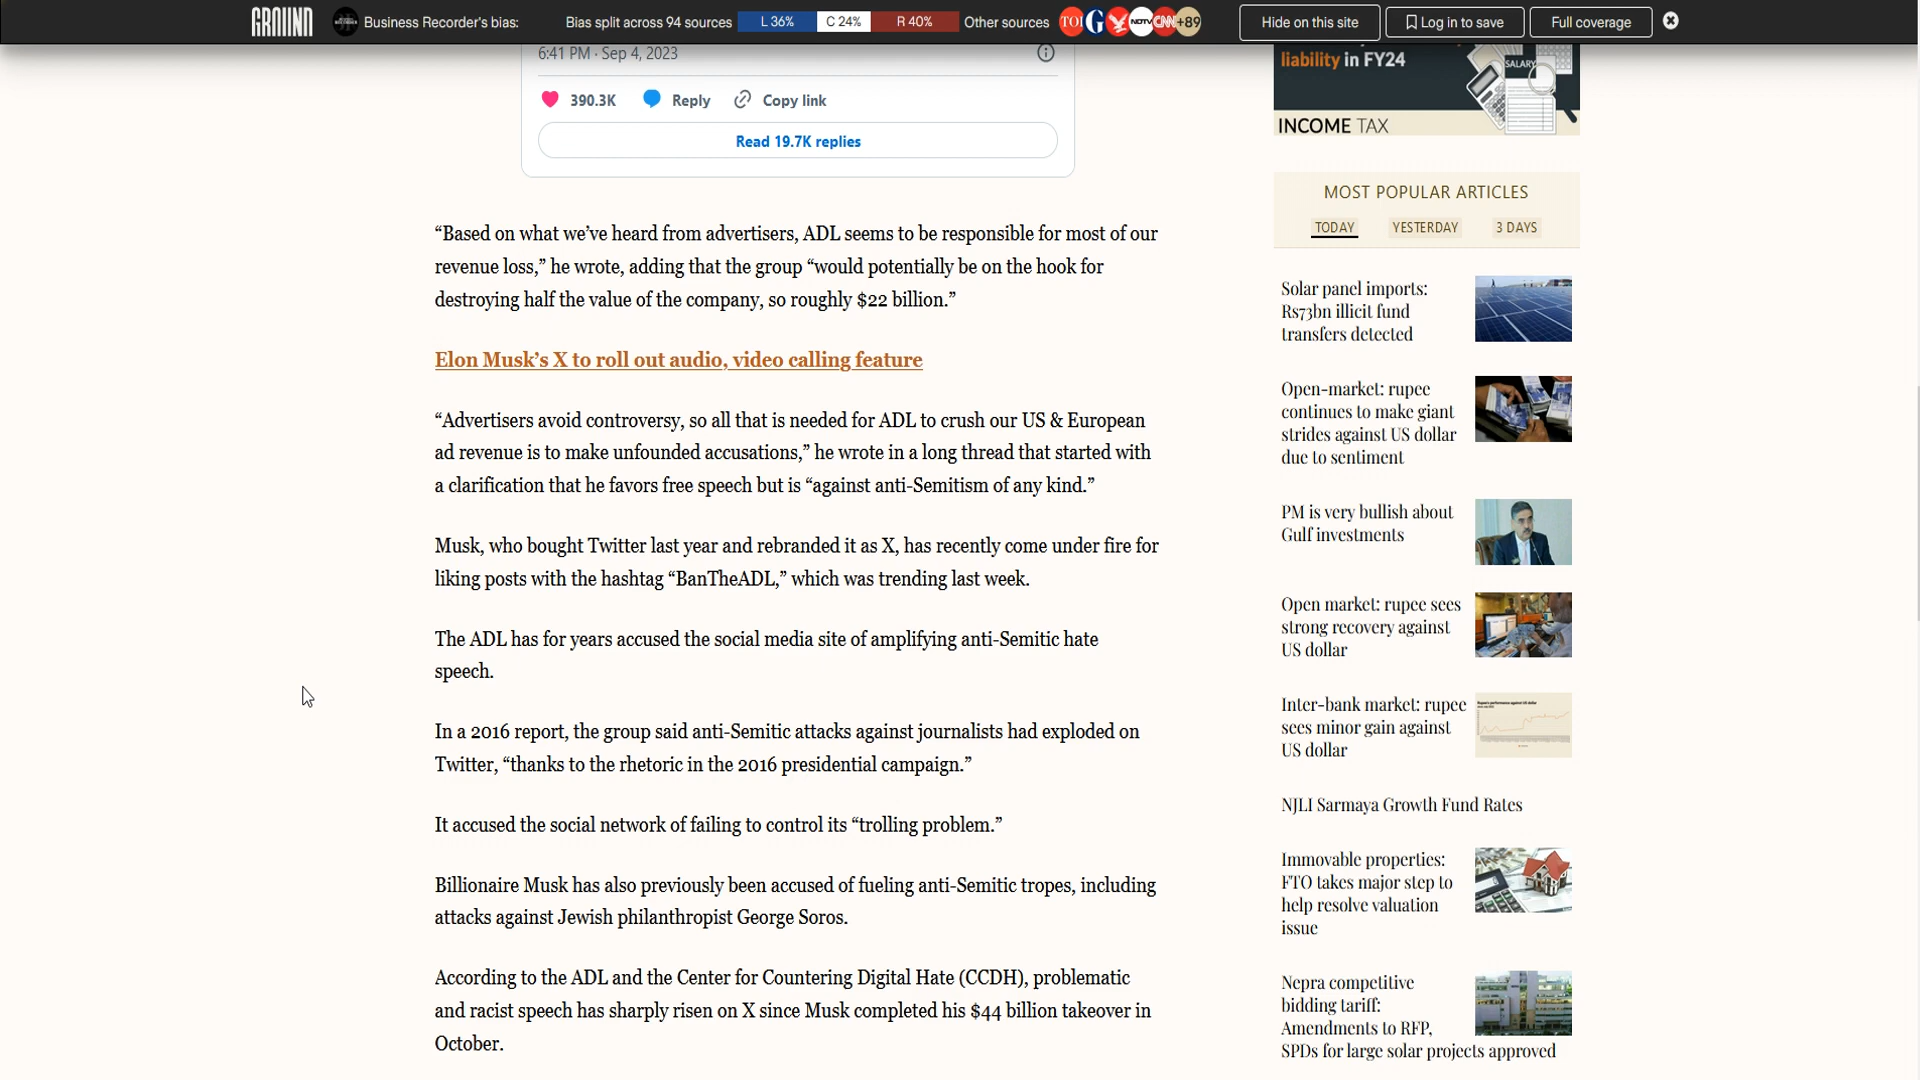 GROUND
Business Recorder's bias:
Bias split across 94 sources
L 36%
C 24%
R 40%
Other sources
TOI
G
NDTV
CNN
+89
Hide on this site
Log in to save
Full coverage
6:41 PM · Sep 4, 2023
390.3K
Reply
Copy link
Read 19.7K replies
“Based on what we’ve heard from advertisers, ADL seems to be responsible for most of our
revenue loss,” he wrote, adding that the group “would potentially be on the hook for
destroying half the value of the company, so roughly $22 billion.”
Elon Musk’s X to roll out audio, video calling feature
“Advertisers avoid controversy, so all that is needed for ADL to crush our US & European
ad revenue is to make unfounded accusations,” he wrote in a long thread that started with
a clarification that he favors free speech but is “against anti-Semitism of any kind.”
Musk, who bought Twitter last year and rebranded it as X, has recently come under fire for
liking posts with the hashtag “BanTheADL,” which was trending last week.
The ADL has for years accused the social media site of amplifying anti-Semitic hate
speech.
In a 2016 report, the group said anti-Semitic attacks against journalists had exploded on
Twitter, “thanks to the rhetoric in the 2016 presidential campaign.”
It accused the social network of failing to control its “trolling problem.”
Billionaire Musk has also previously been accused of fueling anti-Semitic tropes, including
attacks against Jewish philanthropist George Soros.
According to the ADL and the Center for Countering Digital Hate (CCDH), problematic
and racist speech has sharply risen on X since Musk completed his $44 billion takeover in
October.
liability in FY24
SALARY
INCOME TAX
MOST POPULAR ARTICLES
TODAY
YESTERDAY
3 DAYS
Solar panel imports:
Rs73bn illicit fund
transfers detected
Open-market: rupee
continues to make giant
strides against US dollar
due to sentiment
PM is very bullish about
Gulf investments
Open market: rupee sees
strong recovery against
US dollar
Inter-bank market: rupee
sees minor gain against
US dollar
NJLI Sarmaya Growth Fund Rates
Immovable properties:
FTO takes major step to
help resolve valuation
issue
Nepra competitive
bidding tariff:
Amendments to RFP,
SPDs for large solar projects approved